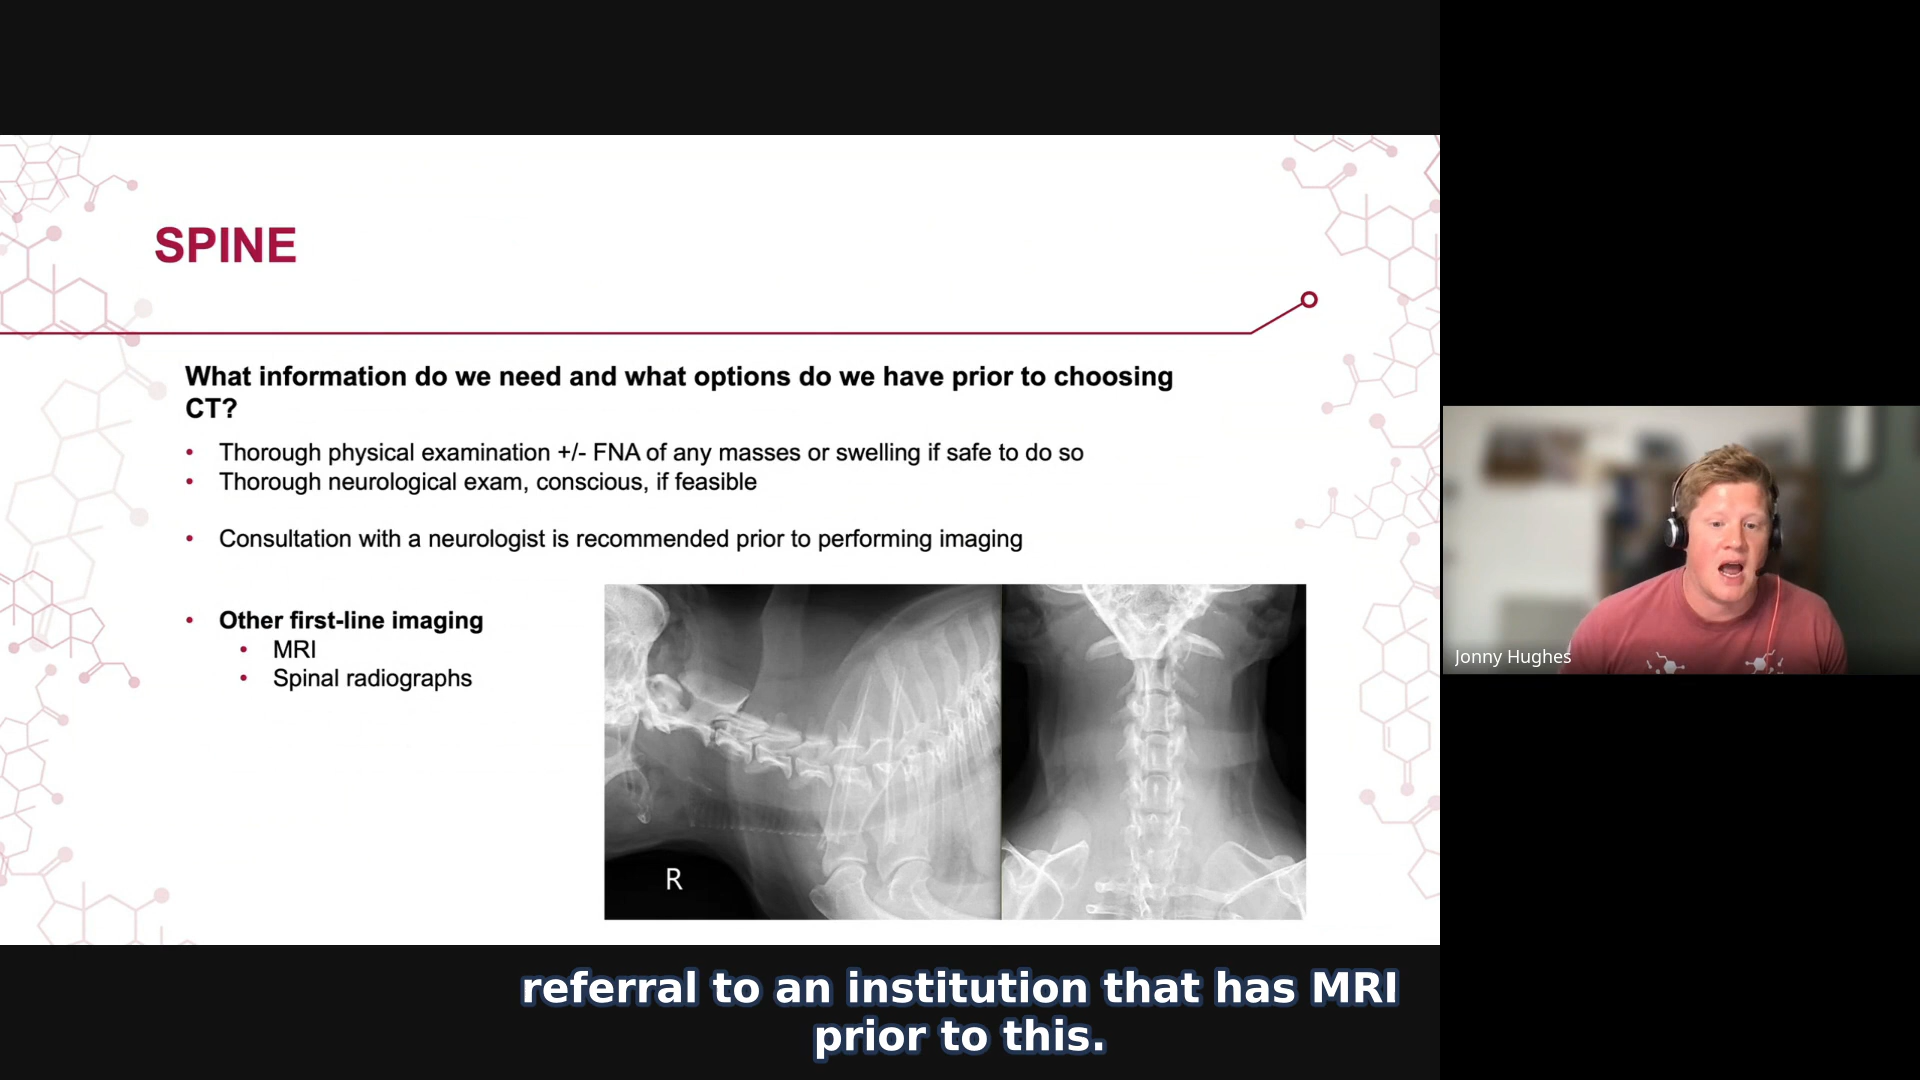 SPINE
What information do we need and what options do we have prior to choosing
CT?
• Thorough physical examination +/- FNA of any masses or swelling if safe to do so
• Thorough neurological exam, conscious, if feasible
• Consultation with a neurologist is recommended prior to performing imaging
• Other first-line imaging
• MRI
• Spinal radiographs
R
Jonny Hughes
referral to an institution that has MRI
prior to this.